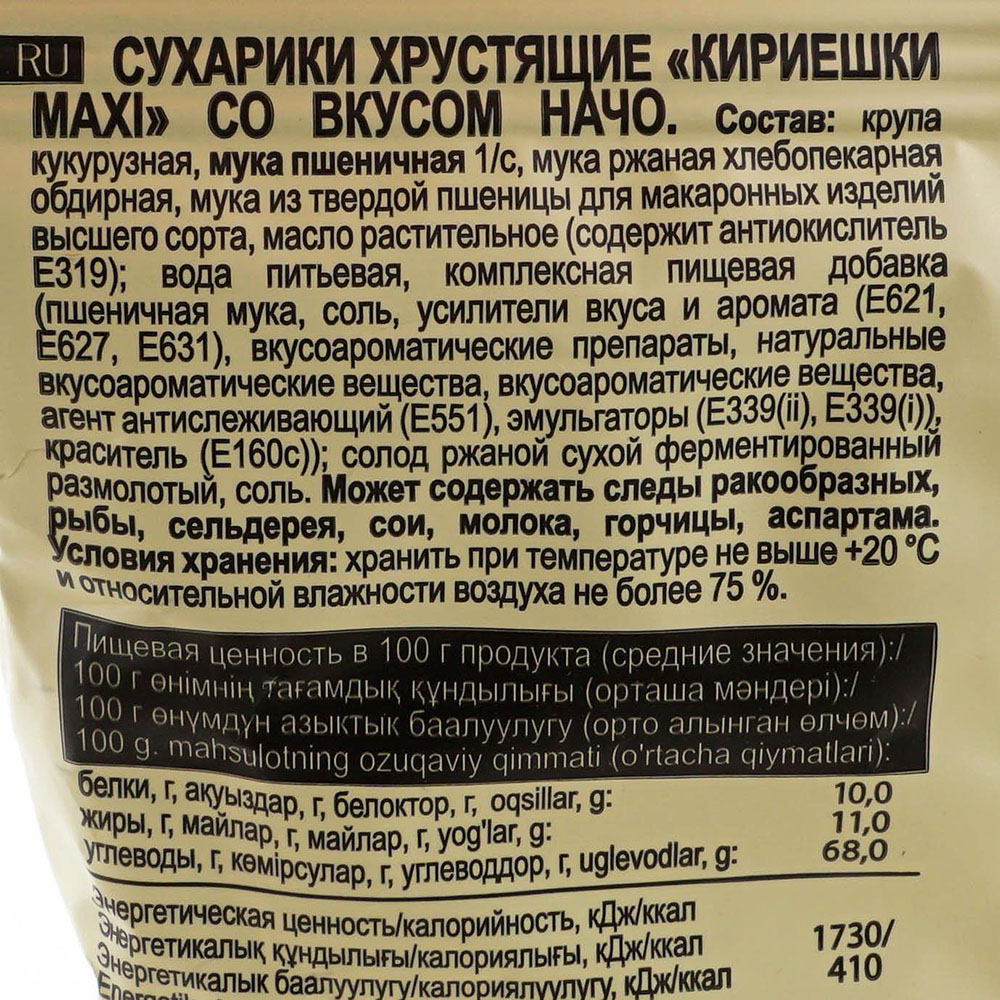 RU СУХАРИКИ ХРУСТЯЩИЕ «КИРИЕШКИ
MAXI» СО ВКУСОМ НАЧО. Состав: крупа
кукурузная, мука пшеничная 1/с, мука ржаная хлебопекарная
обдирная, мука из твердой пшеницы для макаронных изделий
высшего сорта, масло растительное (содержит антиокислитель
Е319); вода питьевая, комплексная пищевая добавка
(пшеничная мука, соль, усилители вкуса и аромата (Е621,
Е627, Е631), вкусоароматические препараты, натуральные
вкусоароматические вещества, вкусоароматические вещества,
агент антислеживающий (Е551), эмульгаторы (Е339(ii), Е339(i)),
краситель (Е160с)); солод ржаной сухой ферментированный
размолотый, соль. Может содержать следы ракообразных,
рыбы, сельдерея, сои, молока, горчицы, аспартама.
Условия хранения: хранить при температуре не выше +20 °С
и относительной влажности воздуха не более 75 %.
Пищевая ценность в 100 г продукта (средние значения):/
100 г өнімнің тағамдық құндылығы (орташа мәндері):/
100 г өнүмдүн азыктык баалуулугу (орто алынган өлчөм):/
100 g. mahsulotning ozuqaviy qimmati (o'rtacha qiymatlari):
белки, г, ақуыздар, г, белоктор, г, oqsillar, g: 10,0
жиры, г, майлар, г, майлар, г, yog'lar, g: 11,0
углеводы, г, көмірсулар, г, углеводдор, г, uglevodlar, g: 68,0
Энергетическая ценность/калорийность, кДж/ккал
Энергетикалық құндылығы/калориялығы, кДж/ккал 1730/
Энергетикалык баалуулугу/калориялуулугу, кДж/ккал 410